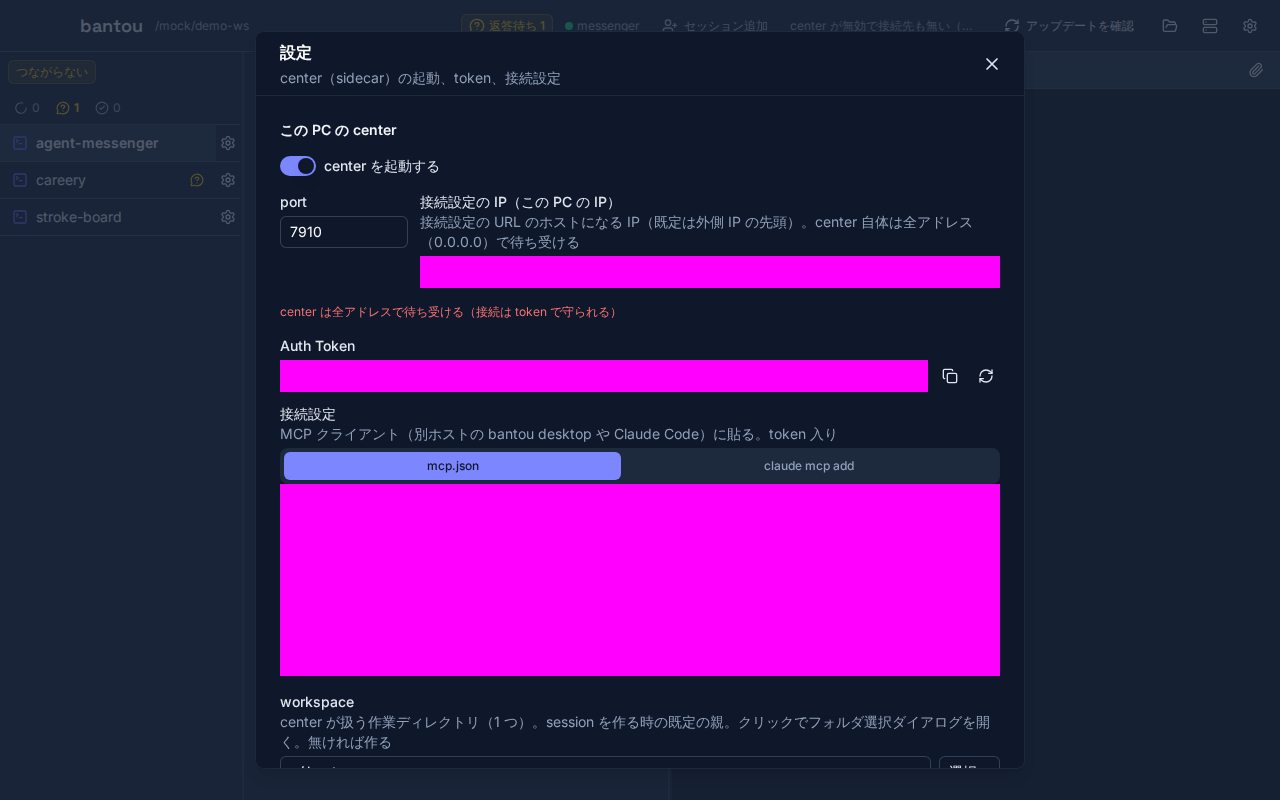 bantou
/mock/demo-ws
返答待ち 1
messenger
セッション追加
center が無効で接続先も無い（...
アップデートを確認
設定
center（sidecar）の起動、token、接続設定
つながらない
0
1
0
agent-messenger
careery
stroke-board
この PC の center
center を起動する
port
7910
接続設定の IP（この PC の IP）
接続設定の URL のホストになる IP（既定は外側 IP の先頭）。center 自体は全アドレス
（0.0.0.0）で待ち受ける
center は全アドレスで待ち受ける（接続は token で守られる）
Auth Token
接続設定
MCP クライアント（別ホストの bantou desktop や Claude Code）に貼る。token 入り
mcp.json
claude mcp add
workspace
center が扱う作業ディレクトリ（1 つ）。session を作る時の既定の親。クリックでフォルダ選択ダイアログを開
く。無ければ作る